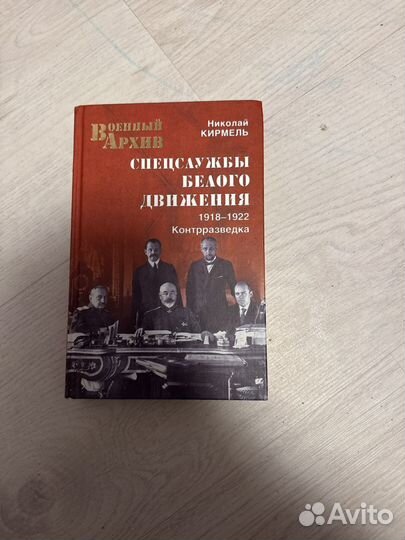 Военный
Архив
Николай
КИРМЕЛЬ
СПЕЦСЛУЖБЫ
БЕЛОГО
ДВИЖЕНИЯ
1918–1922
Контрразведка
Avito